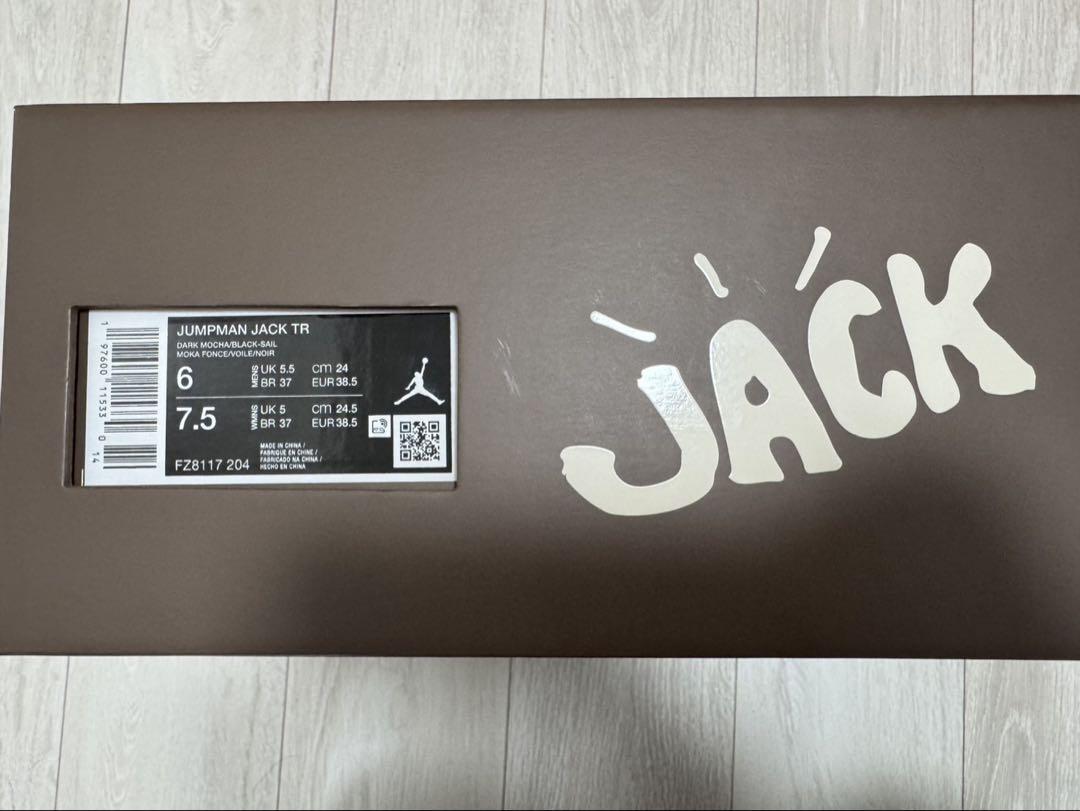 JUMPMAN JACK TR
DARK MOCHA/BLACK-SAIL
MOKA FONCE/VOILE/NOIR
6 MENS UK 5.5 cm 24
BR 37 EUR 38.5
7.5 WMNS UK 5 cm 24.5
BR 37 EUR 38.5
MADE IN CHINA /
FABRIQUE EN CHINE /
FABRICADO NA CHINA /
HECHO EN CHINA
FZ8117 204
1 97600 11533 0 14
JACK